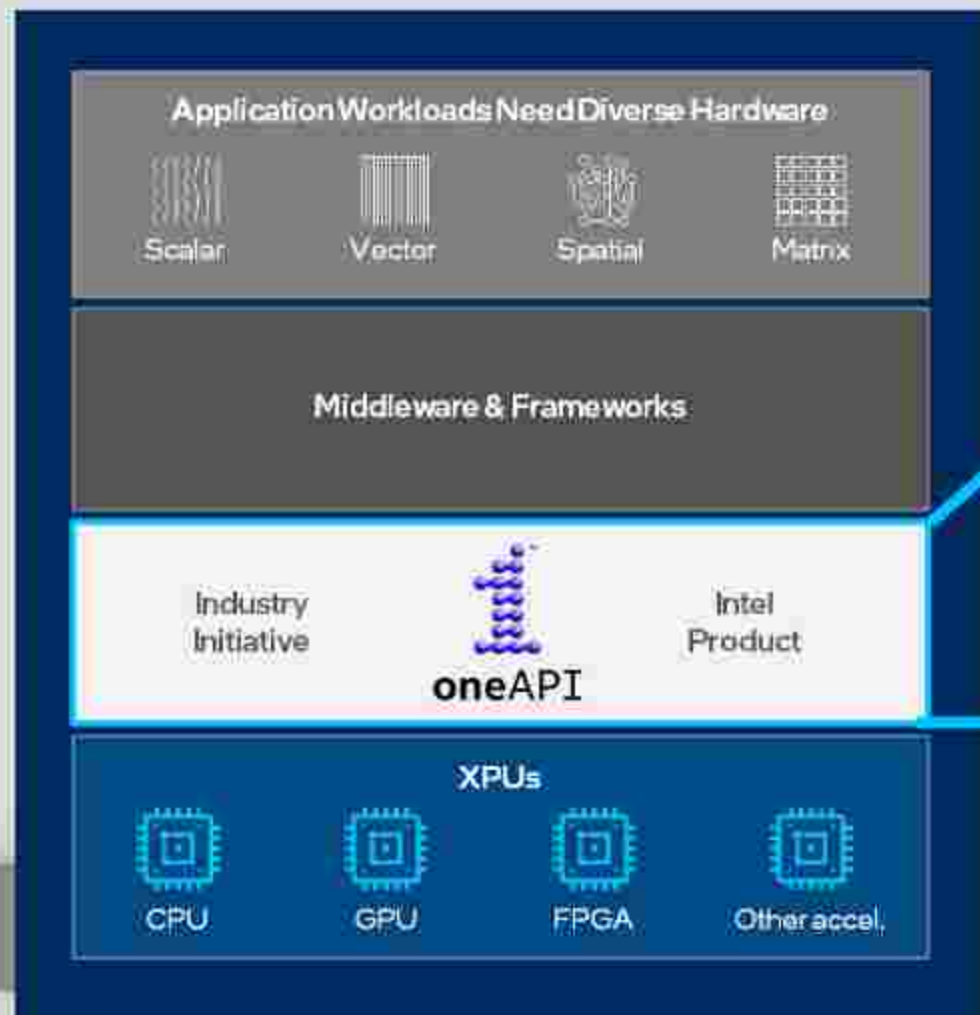 Application Workloads Need Diverse Hardware
Scalar Vector Spatial Matrix
Middleware & Frameworks
Industry
Initiative
Intel
Product
oneAPI
XPUs
CPU GPU FPGA Other accel.